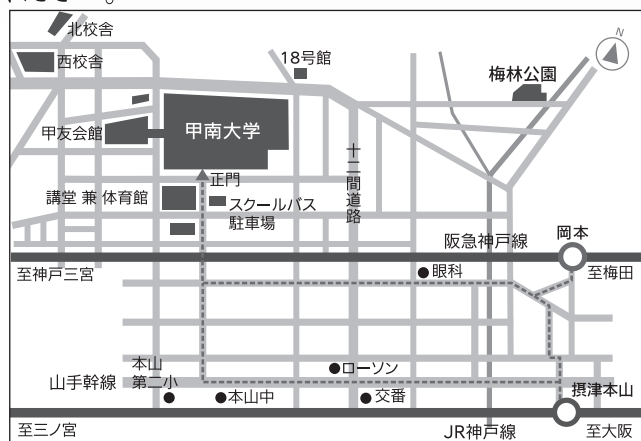 N
北校舎
西校舎
18号館
梅林公園
甲友会館
甲南大学
十二間道路
正門
講堂 兼 体育館
スクールバス
駐車場
阪急神戸線
岡本
至神戸三宮
眼科
至梅田
本山
第二小
ローソン
山手幹線
本山中
交番
摂津本山
至三ノ宮
JR神戸線
至大阪